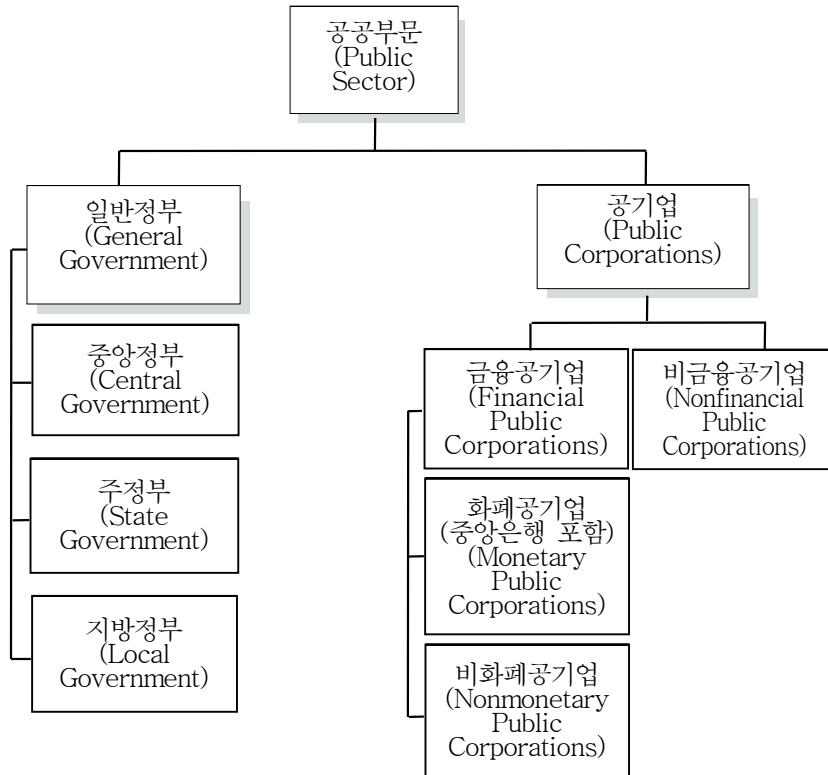 공공부문
(Public
Sector)
일반정부
(General
Government)
중앙정부
(Central
Government)
주정부
(State
Government)
지방정부
(Local
Government)
공기업
(Public
Corporations)
금융공기업
(Financial
Public
Corporations)
화폐공기업
(중앙은행 포함)
(Monetary
Public
Corporations)
비화폐공기업
(Nonmonetary
Public
Corporations)
비금융공기업
(Nonfinancial
Public
Corporations)